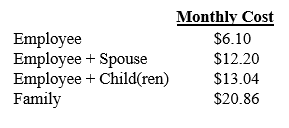 Monthly Cost
Employee $6.10
Employee + Spouse $12.20
Employee + Child(ren) $13.04
Family $20.86